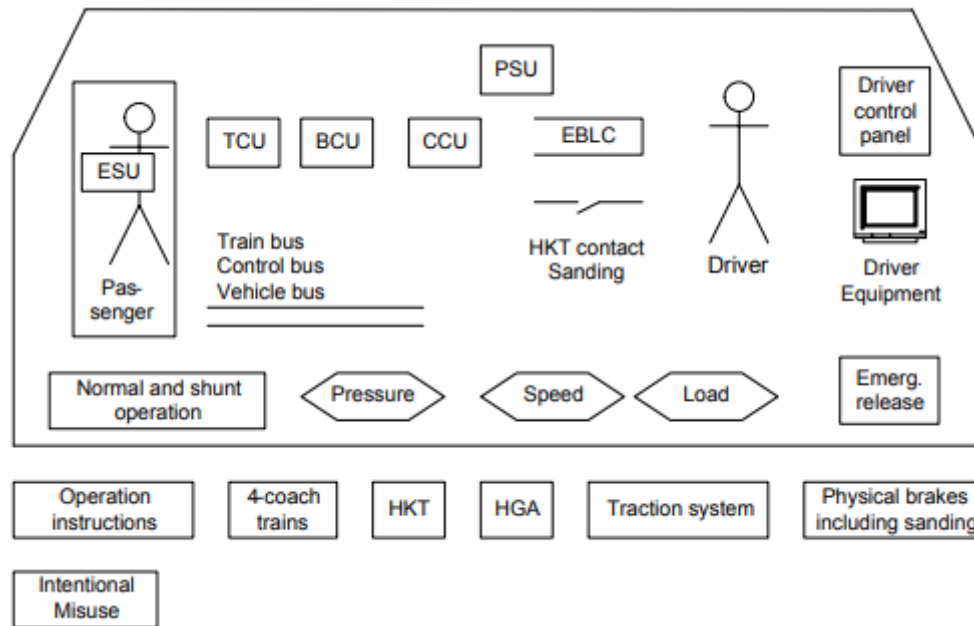 PSU
Driver
control
panel
TCU
BCU
CCU
EBLC
ESU
Train bus
Control bus
Vehicle bus
HKT contact
Sanding
Driver
Driver
Equipment
Pas-
senger
Normal and shunt
operation
Pressure
Speed
Load
Emerg.
release
Operation
instructions
4-coach
trains
HKT
HGA
Traction system
Physical brakes
including sanding
Intentional
Misuse